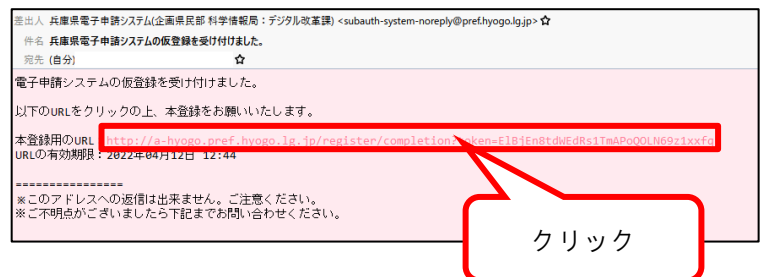 差出人 兵庫県電子申請システム(企画県民部 科学情報局：デジタル改革課) <subauth-system-noreply@pref.hyogo.lg.jp> ☆
件名 兵庫県電子申請システムの仮登録を受け付けました。
宛先 (自分) ☆
電子申請システムの仮登録を受け付けました。
以下のURLをクリックの上、本登録をお願いいたします。
本登録用のURL
URLの有効期限：2022年04月12日 12:44
================
※このアドレスへの返信は出来ません。ご注意ください。
※ご不明点がございましたら下記までお問い合わせください。
クリック